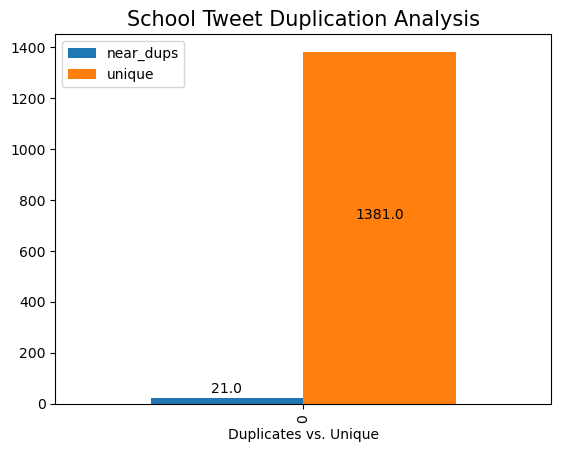 School Tweet Duplication Analysis
1400
near_dups
unique
1200
1000
800
1381.0
600
400
200
21.0
0
0
Duplicates vs. Unique